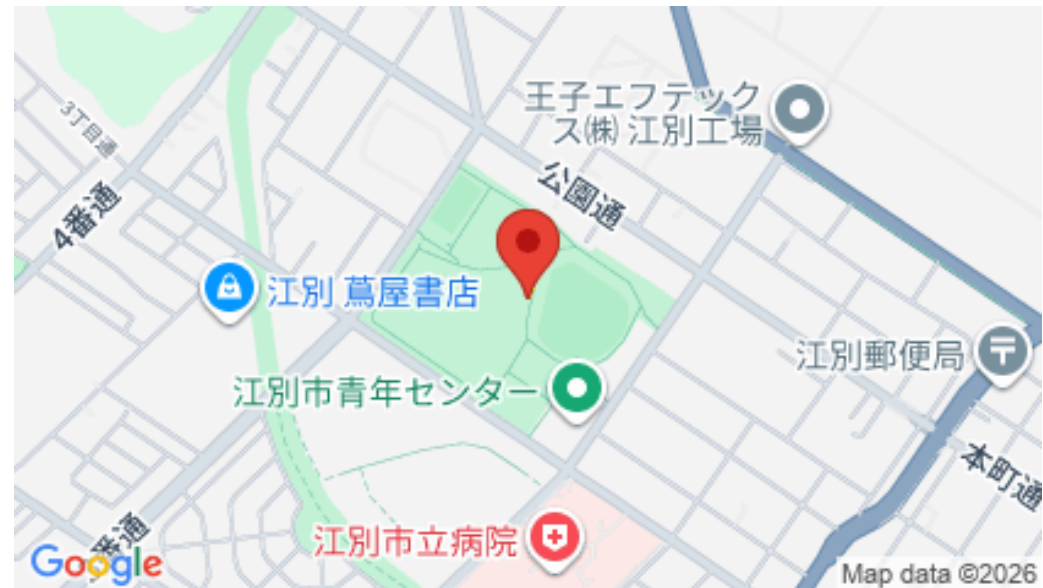 王子エフテック
ス㈱ 江別工場
3丁目通
公園通
4番通
江別 蔦屋書店
江別郵便局
江別市青年センター
本町通
江別市立病院
番通
Google
Map data ©2026